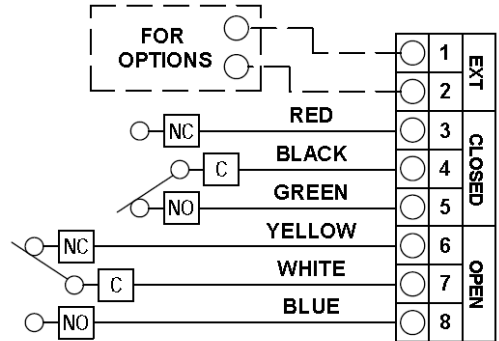 FOR
OPTIONS
1
2
EXT
RED
NC
3
BLACK
C
4
GREEN
NO
5
CLOSED
YELLOW
NC
6
WHITE
C
7
BLUE
NO
8
OPEN